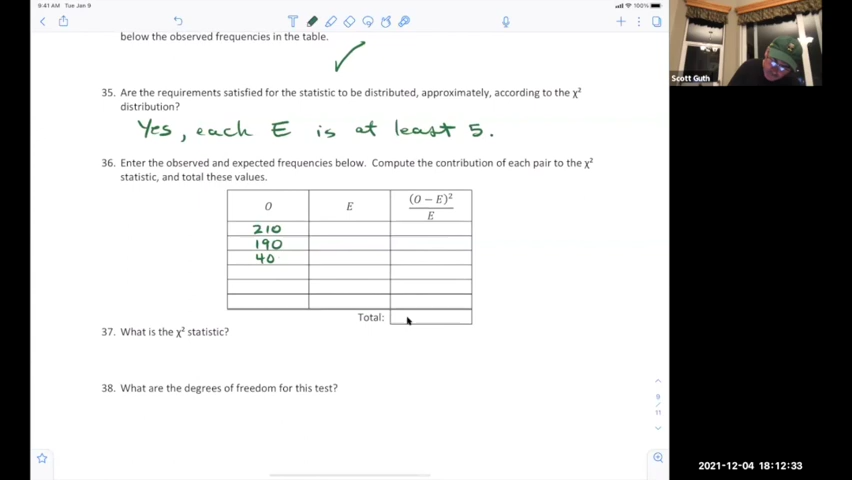 9:41 AM Tue Jan 9
100%
below the observed frequencies in the table.
35. Are the requirements satisfied for the statistic to be distributed, approximately, according to the χ²
distribution?
Yes, each E is at least 5.
36. Enter the observed and expected frequencies below. Compute the contribution of each pair to the χ²
statistic, and total these values.
O E (O − E)²
E
210
190
40
Total:
37. What is the χ² statistic?
38. What are the degrees of freedom for this test?
9
/
11
Scott Guth
2021-12-04 18:12:33